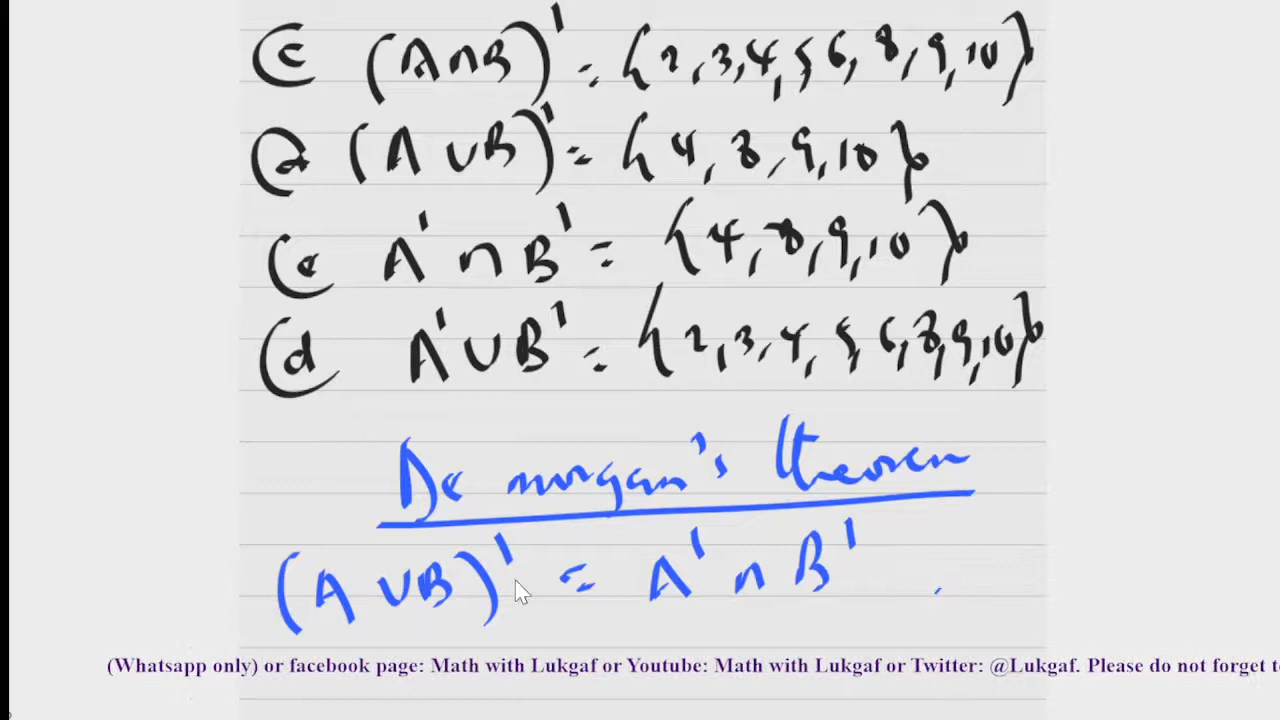 (c) (A∩B)' = {2,3,4,5,6,8,9,10}
(d) (A∪B)' = {4,8,9,10}
(e) A'∩B' = {4,8,9,10}
(d) A'∪B' = {2,3,4,5,6,8,9,10}
De morgan's theorem
(A∪B)' = A'∩B'
(Whatsapp only) or facebook page: Math with Lukgaf or Youtube: Math with Lukgaf or Twitter: @Lukgaf. Please do not forget t